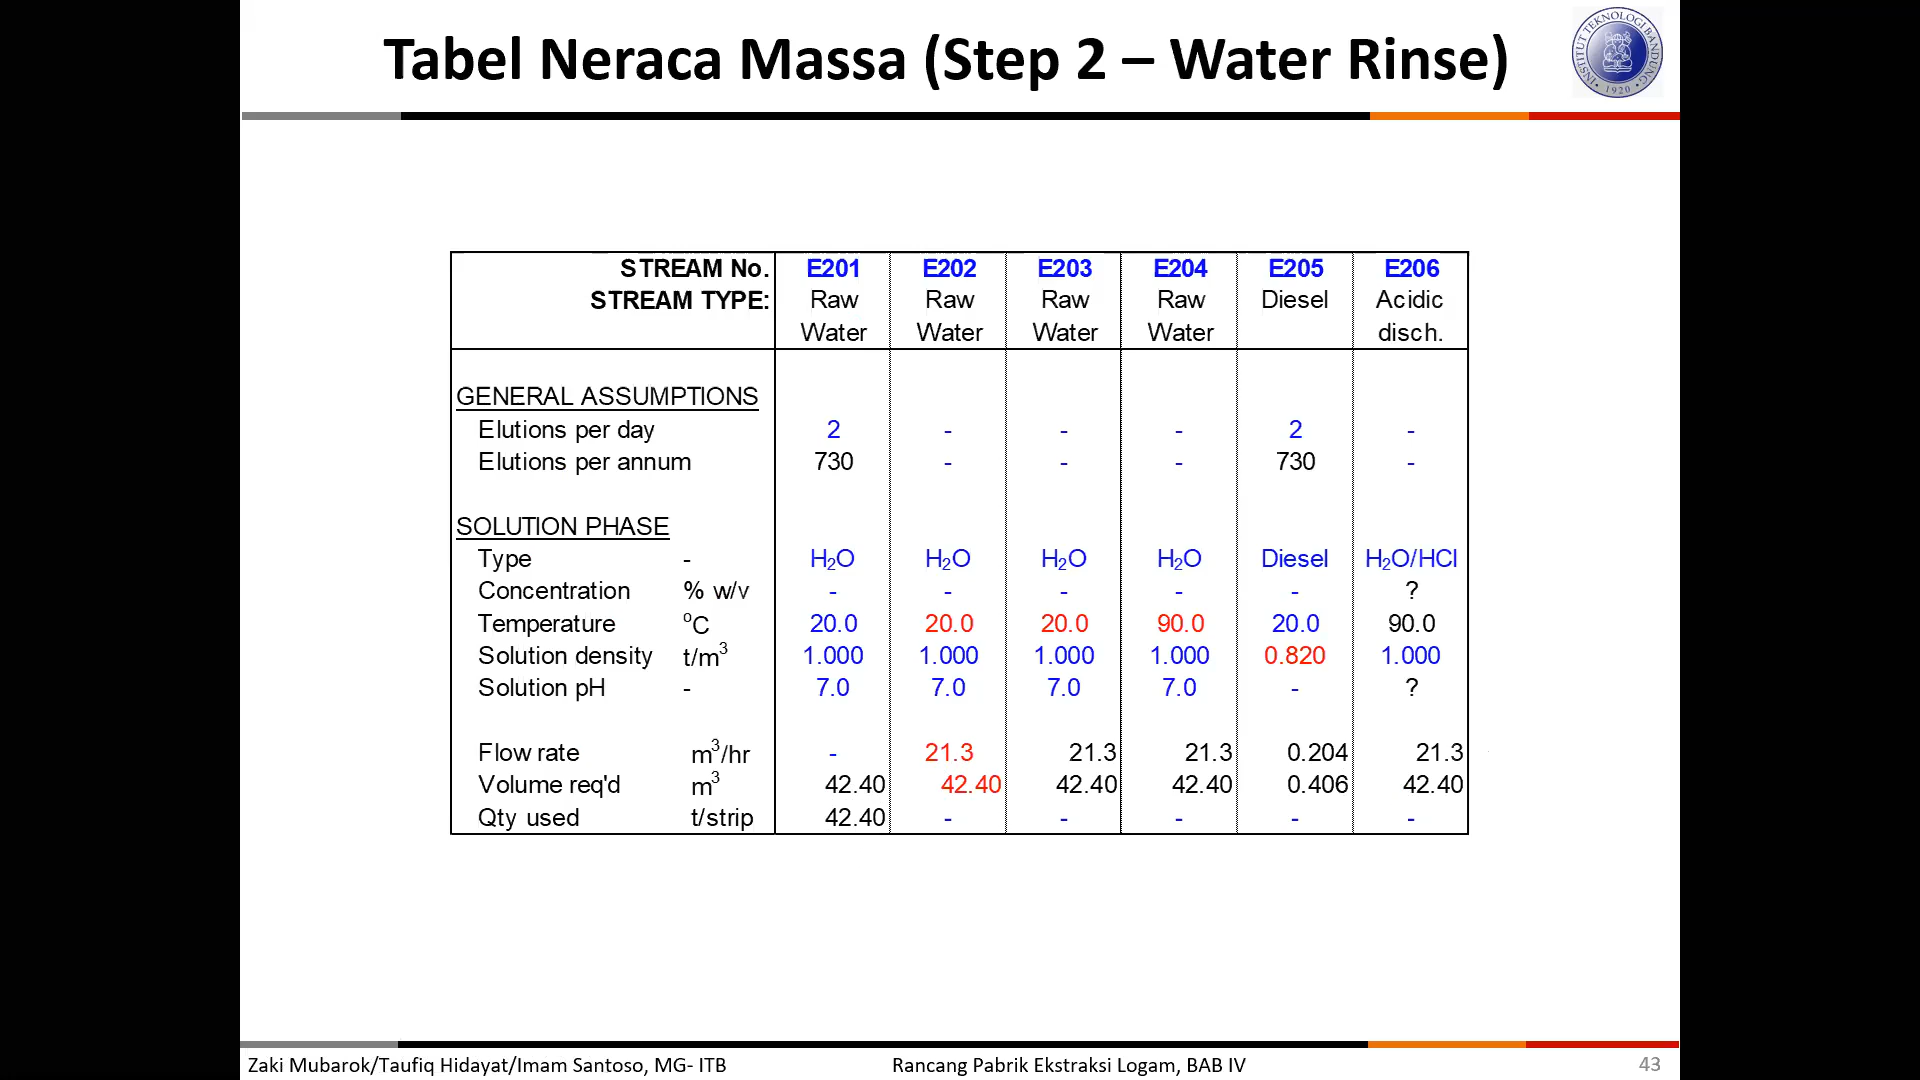 Tabel Neraca Massa (Step 2 – Water Rinse)
INSTITUT TEKNOLOGI BANDUNG
1920
STREAM No. E201 E202 E203 E204 E205 E206
STREAM TYPE: Raw Raw Raw Raw Diesel Acidic
Water Water Water Water disch.
GENERAL ASSUMPTIONS
Elutions per day 2 - - - 2 -
Elutions per annum 730 - - - 730 -
SOLUTION PHASE
Type - H₂O H₂O H₂O H₂O Diesel H₂O/HCl
Concentration % w/v - - - - - ?
Temperature ⁰C 20.0 20.0 20.0 90.0 20.0 90.0
Solution density t/m³ 1.000 1.000 1.000 1.000 0.820 1.000
Solution pH - 7.0 7.0 7.0 7.0 - ?
Flow rate m³/hr - 21.3 21.3 21.3 0.204 21.3
Volume req'd m³ 42.40 42.40 42.40 42.40 0.406 42.40
Qty used t/strip 42.40 - - - - -
Zaki Mubarok/Taufiq Hidayat/Imam Santoso, MG- ITB Rancang Pabrik Ekstraksi Logam, BAB IV 43